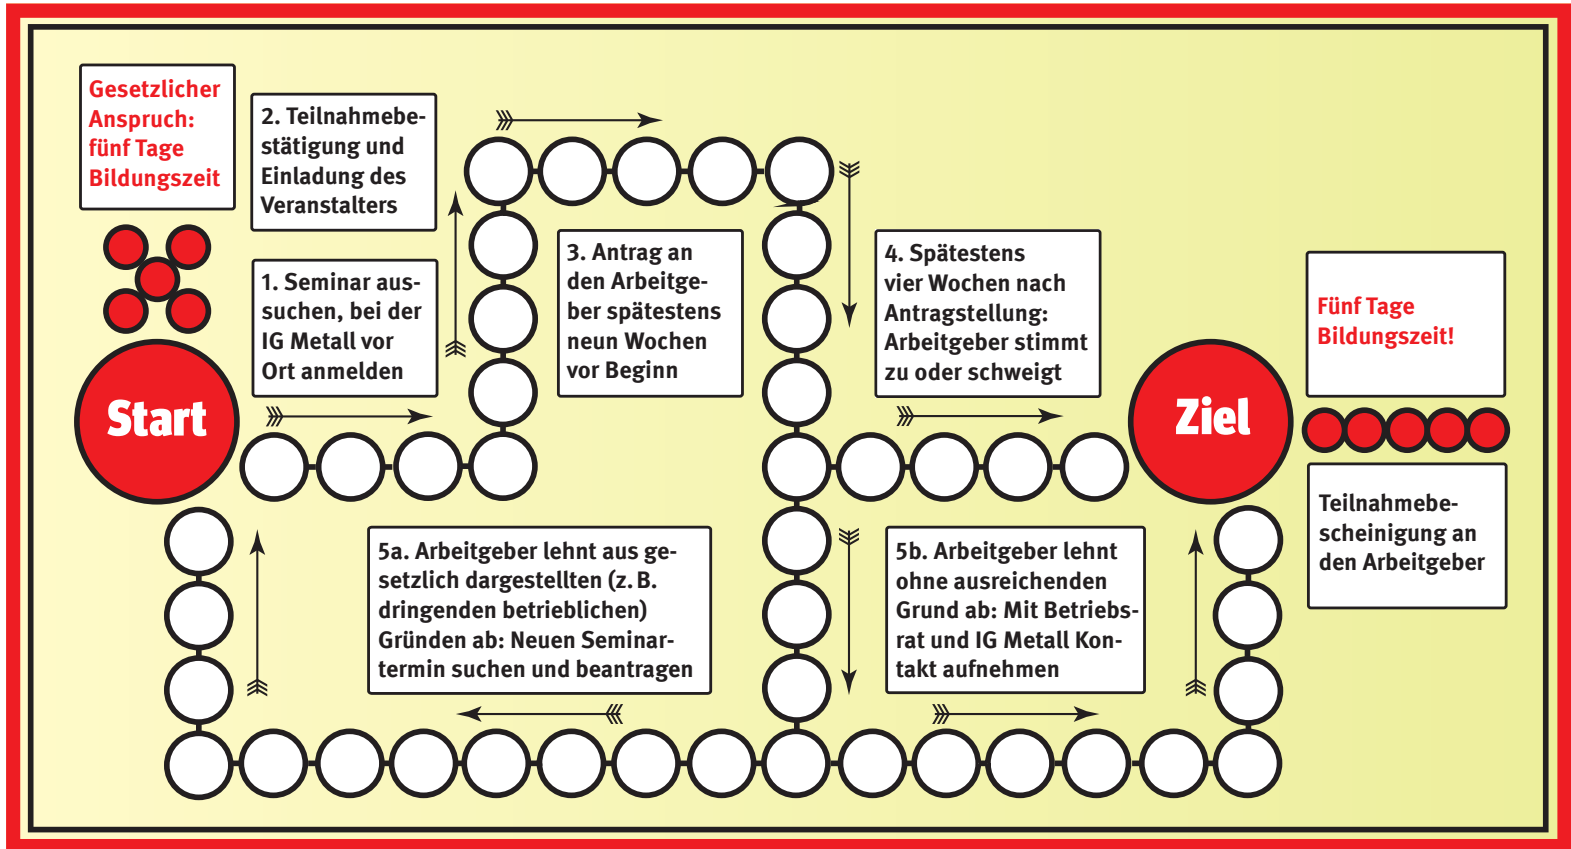 Gesetzlicher
Anspruch:
fünf Tage
Bildungszeit
2. Teilnahmebe-
stätigung und
Einladung des
Veranstalters
1. Seminar aus-
suchen, bei der
IG Metall vor
Ort anmelden
3. Antrag an
den Arbeitge-
ber spätestens
neun Wochen
vor Beginn
4. Spätestens
vier Wochen nach
Antragstellung:
Arbeitgeber stimmt
zu oder schweigt
Fünf Tage
Bildungszeit!
Start
Ziel
Teilnahmebe-
scheinigung an
den Arbeitgeber
5a. Arbeitgeber lehnt aus ge-
setzlich dargestellten (z. B.
dringenden betrieblichen)
Gründen ab: Neuen Seminar-
termin suchen und beantragen
5b. Arbeitgeber lehnt
ohne ausreichenden
Grund ab: Mit Betriebs-
rat und IG Metall Kon-
takt aufnehmen